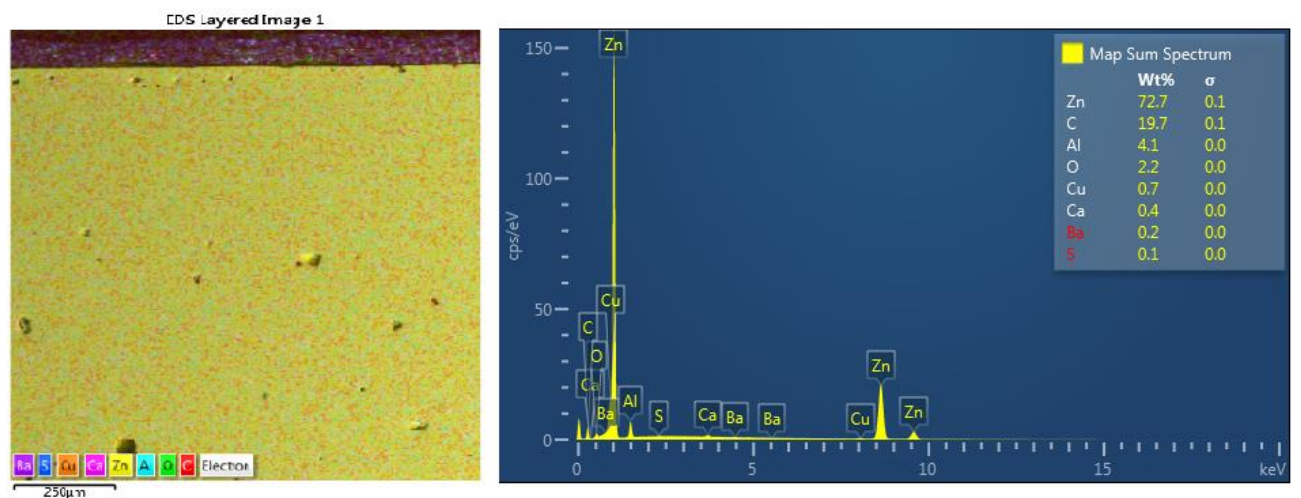 EDS Layered Image 1
Ba S Cu Ca Zn Al O C Electron
250µm
150
100
50
0
cps/eV
Zn
Cu
C
O
Ca
Ba
Al
S
Ca
Ba
Ba
Cu
Zn
Zn
0 5 10 15 keV
Map Sum Spectrum
Wt% σ
Zn 72.7 0.1
C 19.7 0.1
Al 4.1 0.0
O 2.2 0.0
Cu 0.7 0.0
Ca 0.4 0.0
Ba 0.2 0.0
S 0.1 0.0